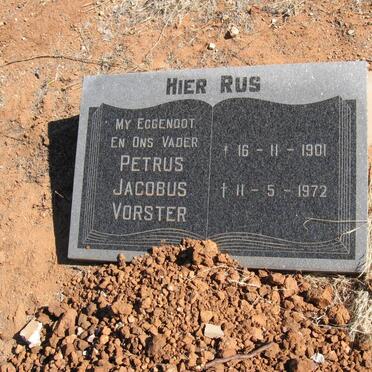 HIER RUS
MY EGGENOOT
EN ONS VADER
PETRUS
JACOBUS
VORSTER
* 16 - 11 - 1901
† 11 - 5 - 1972